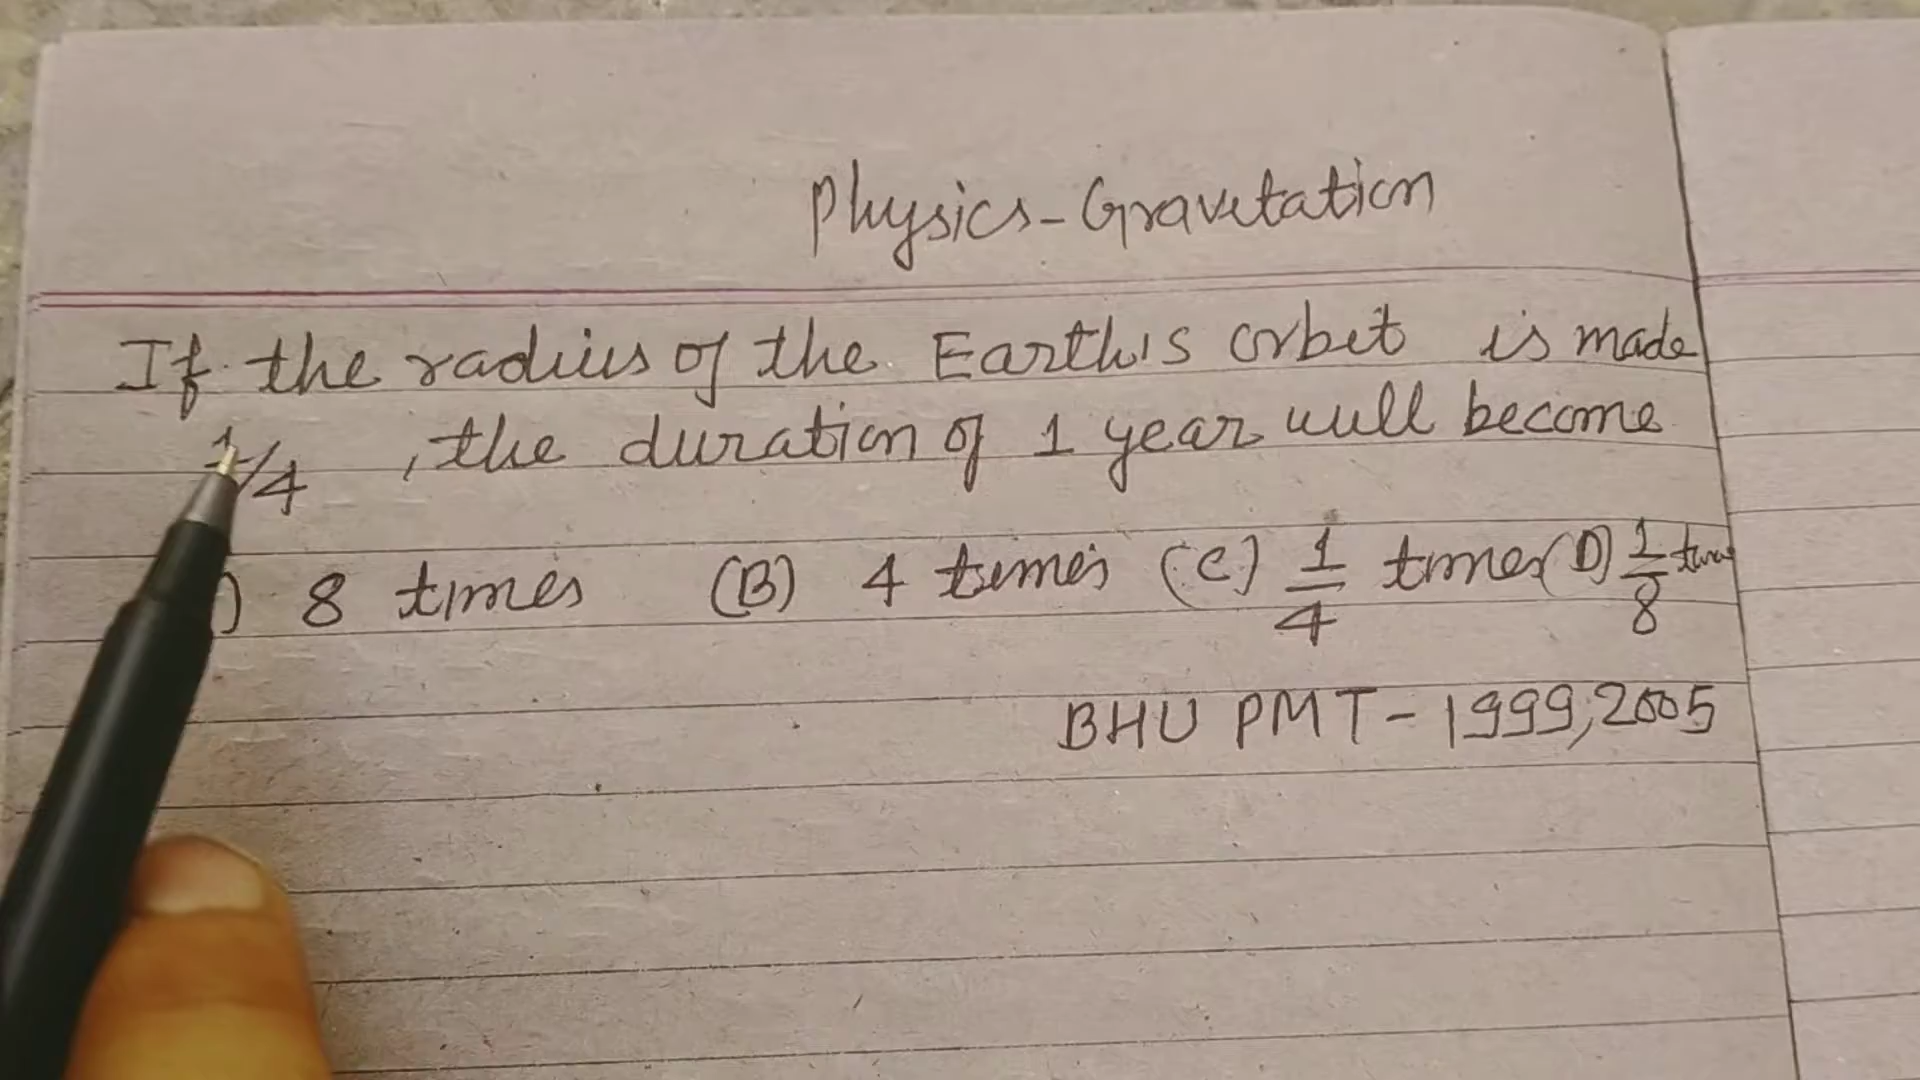 Physics-Gravitation
If the radius of the Earth's orbit is made
1/4 , the duration of 1 year will become
) 8 times (B) 4 times (C) 1/4 times (D) 1/8 times
BHU PMT-1999,2005